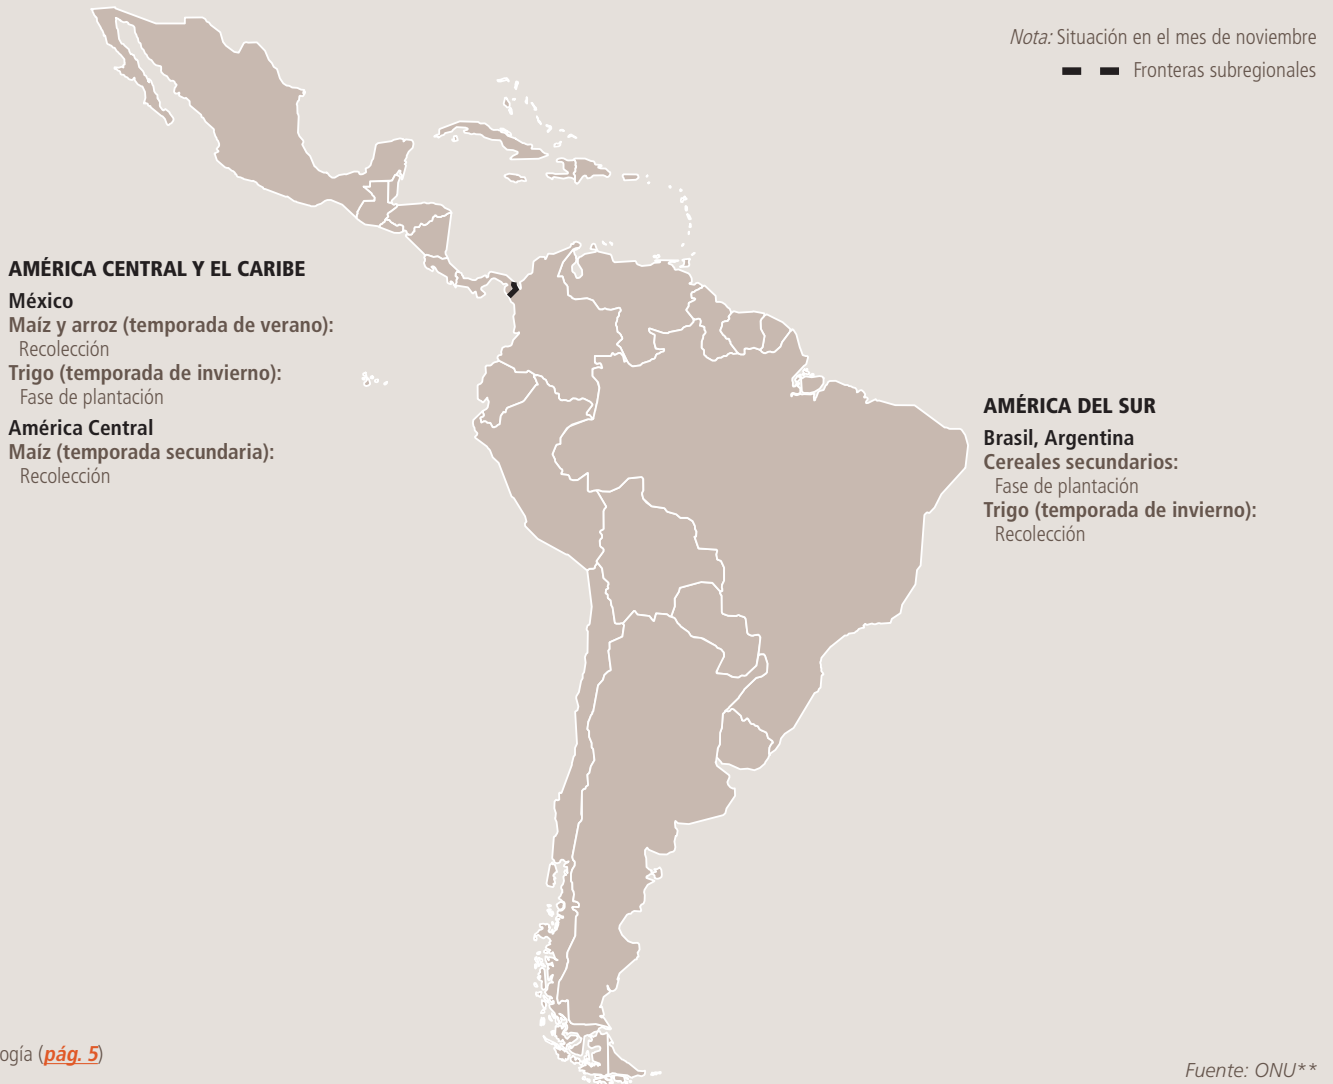 Nota: Situación en el mes de noviembre
Fronteras subregionales
AMÉRICA CENTRAL Y EL CARIBE
México
Maíz y arroz (temporada de verano):
Recolección
Trigo (temporada de invierno):
Fase de plantación
América Central
Maíz (temporada secundaria):
Recolección
AMÉRICA DEL SUR
Brasil, Argentina
Cereales secundarios:
Fase de plantación
Trigo (temporada de invierno):
Recolección
ogía (pág. 5)
Fuente: ONU**